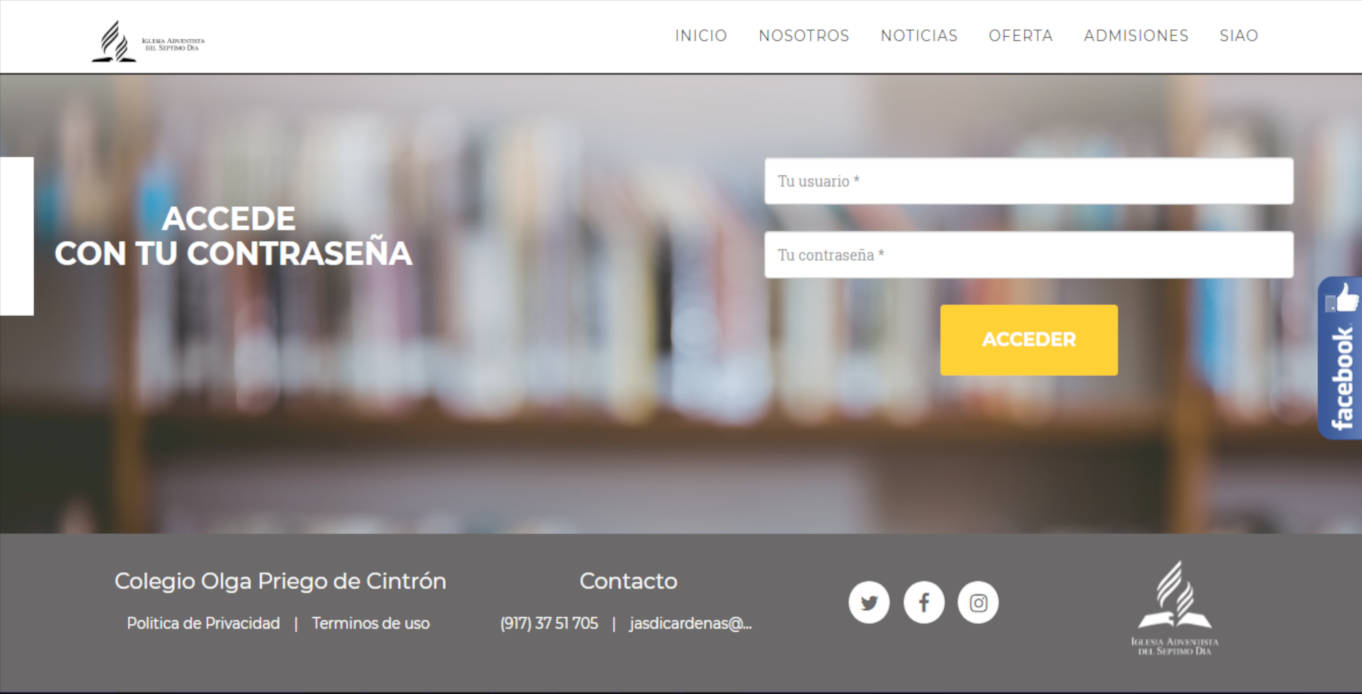 IGLESIA ADVENTISTA
DEL SEPTIMO DIA
INICIO NOSOTROS NOTICIAS OFERTA ADMISIONES SIAO
ACCEDE
CON TU CONTRASEÑA
Tu usuario *
Tu contraseña *
ACCEDER
facebook
Colegio Olga Priego de Cintrón
Politica de Privacidad | Terminos de uso
Contacto
(917) 37 51 705 | jasdicardenas@...
IGLESIA ADVENTISTA
DEL SEPTIMO DIA